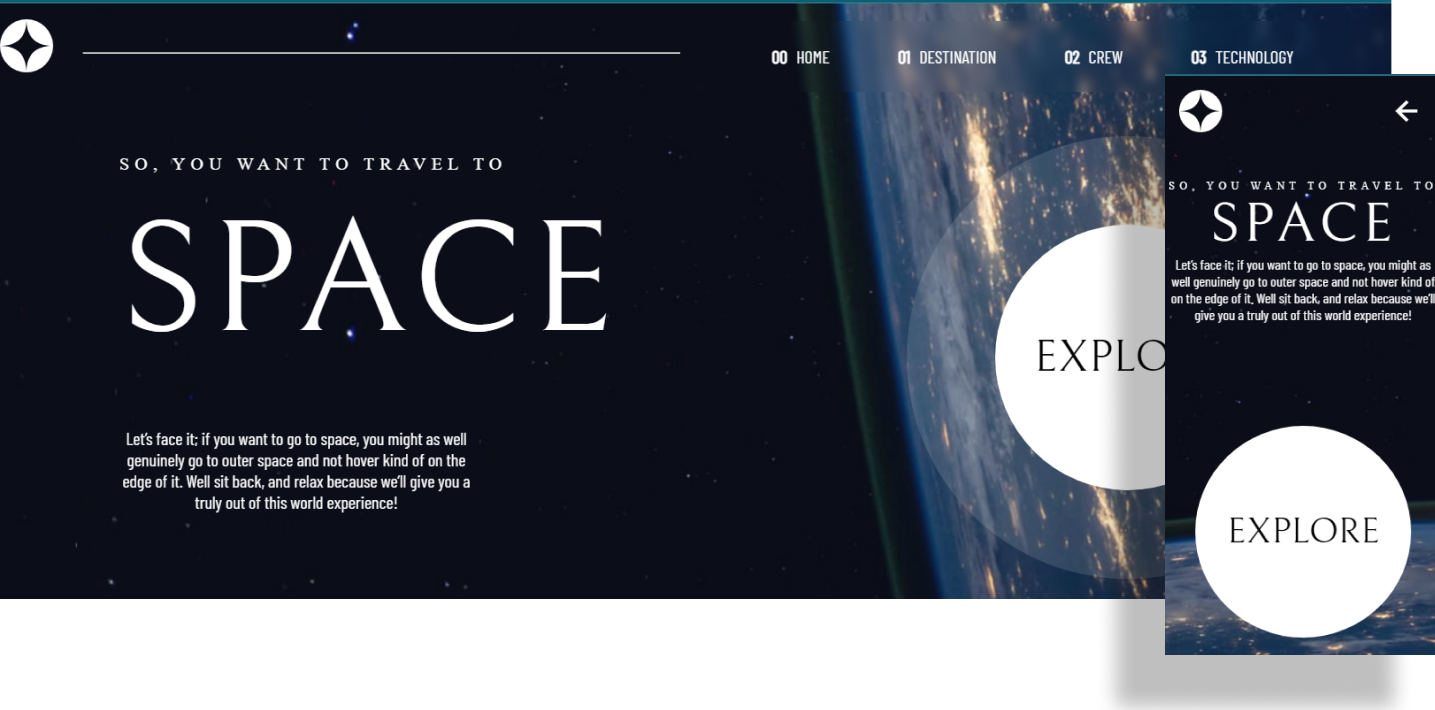 00 HOME 01 DESTINATION 02 CREW 03 TECHNOLOGY
SO, YOU WANT TO TRAVEL TO
SPACE
EXPLO
Let's face it; if you want to go to space, you might as well
genuinely go to outer space and not hover kind of on the
edge of it. Well sit back, and relax because we'll give you a
truly out of this world experience!
SO, YOU WANT TO TRAVEL TO
SPACE
Let's face it; if you want to go to space, you might as
well genuinely go to outer space and not hover kind of
on the edge of it. Well sit back, and relax because we'll
give you a truly out of this world experience!
EXPLORE